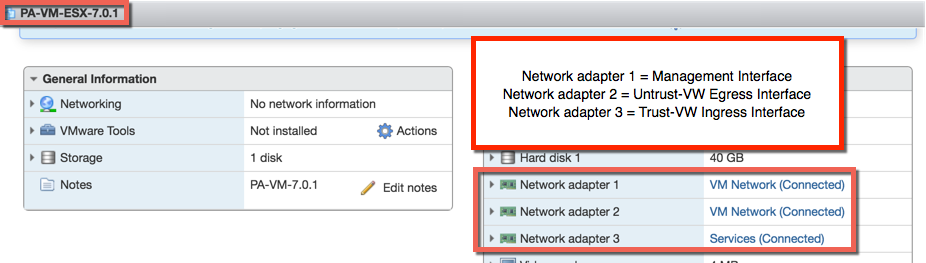 PA-VM-ESX-7.0.1
Network adapter 1 = Management Interface
Network adapter 2 = Untrust-VW Egress Interface
Network adapter 3 = Trust-VW Ingress Interface
General Information
Networking No network information
VMware Tools Not installed Actions
Storage 1 disk
Notes PA-VM-7.0.1 Edit notes
Hard disk 1 40 GB
Network adapter 1 VM Network (Connected)
Network adapter 2 VM Network (Connected)
Network adapter 3 Services (Connected)